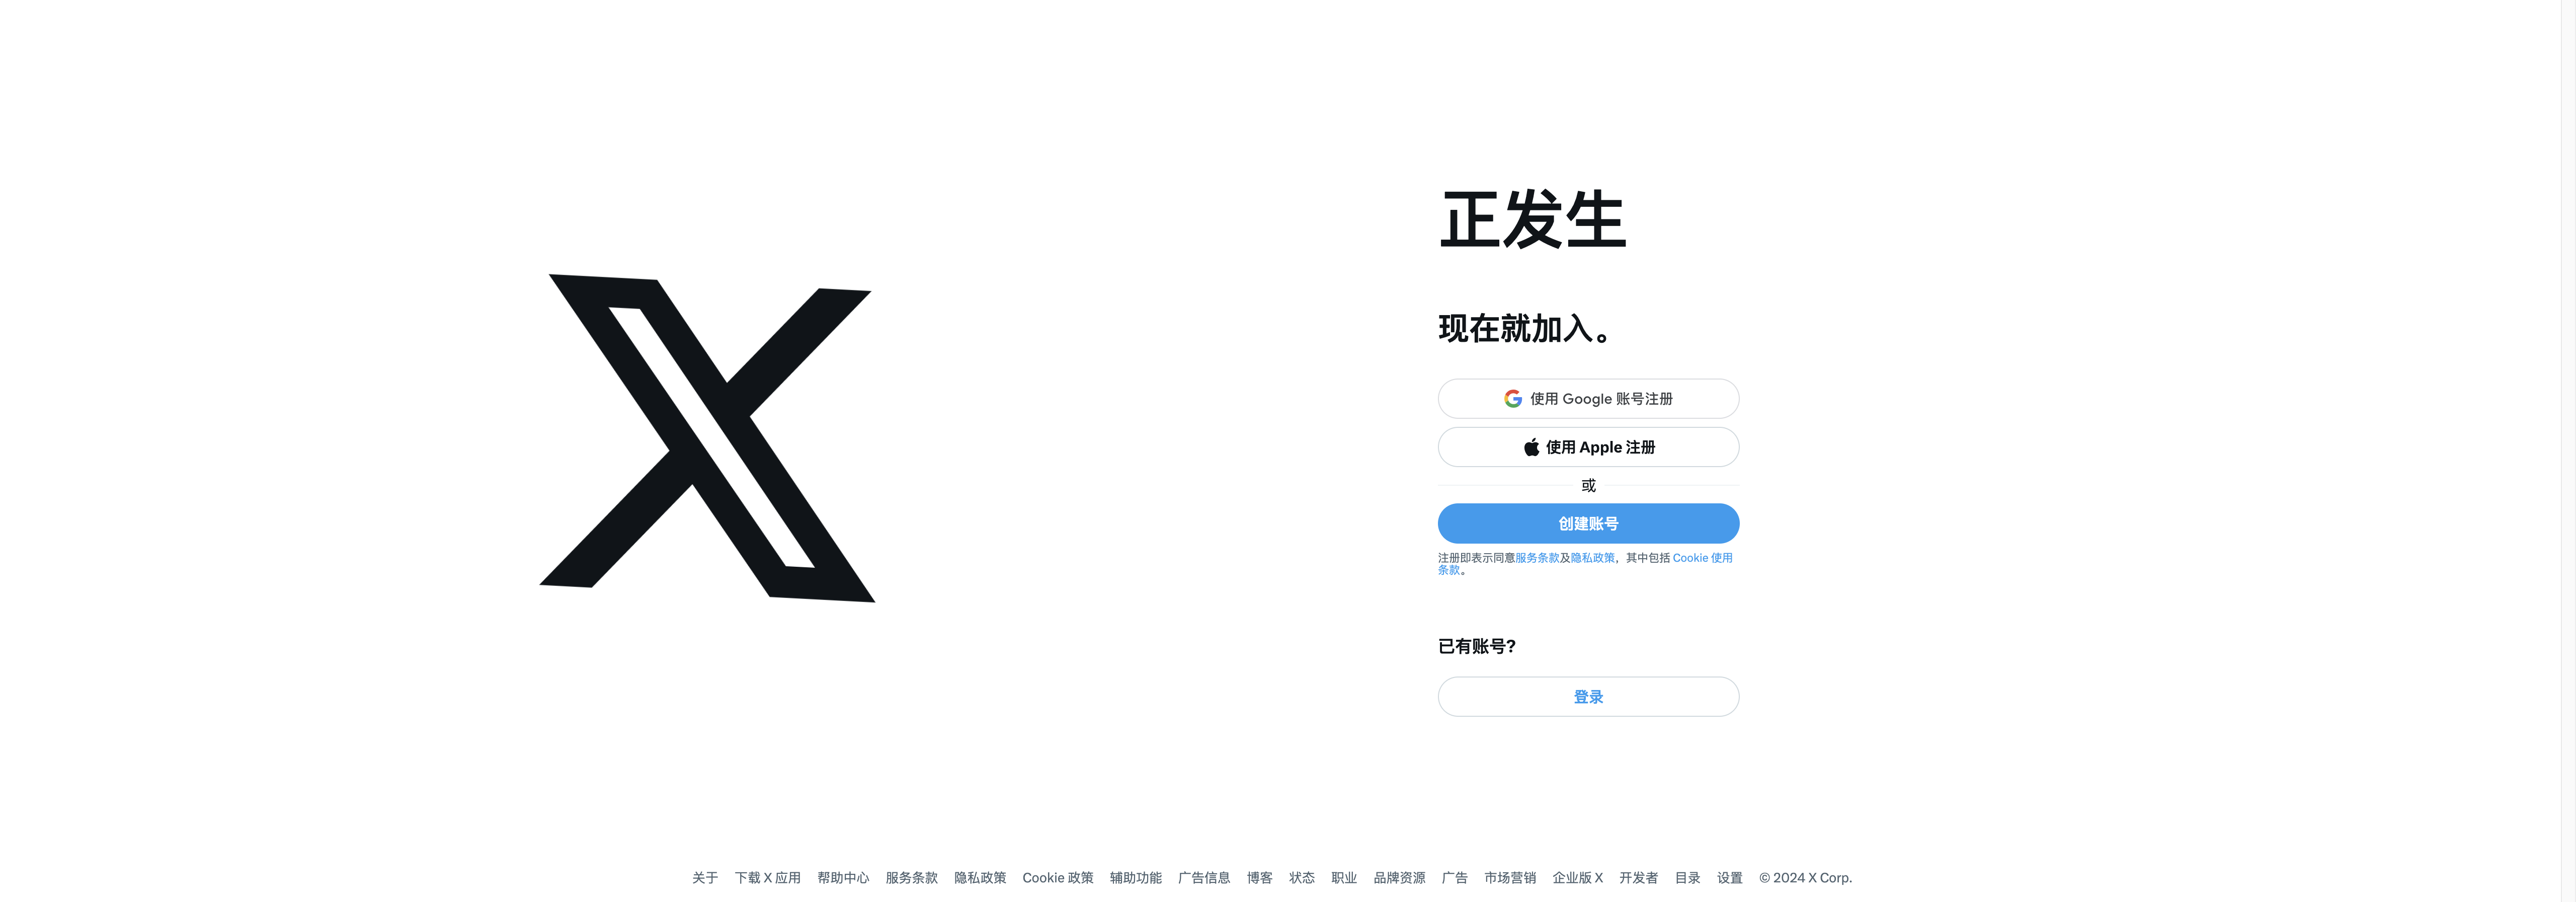 正发生
现在就加入。
使用 Google 账号注册
使用 Apple 注册
或
创建账号
注册即表示同意服务条款及隐私政策，其中包括 Cookie 使用
条款。
已有账号?
登录
关于 下载 X 应用 帮助中心 服务条款 隐私政策 Cookie 政策 辅助功能 广告信息 博客 状态 职业 品牌资源 广告 市场营销 企业版 X 开发者 目录 设置 © 2024 X Corp.